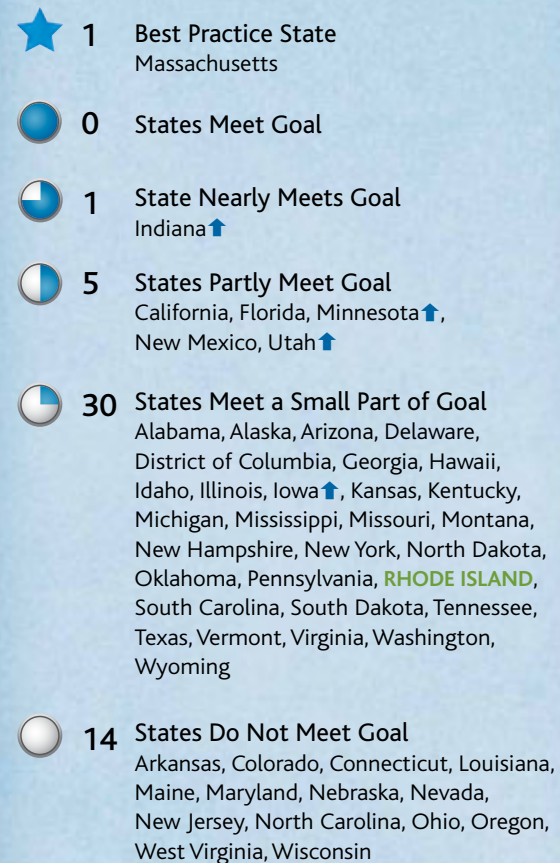 1 Best Practice State
Massachusetts
0 States Meet Goal
1 State Nearly Meets Goal
Indiana⬆
5 States Partly Meet Goal
California, Florida, Minnesota⬆,
New Mexico, Utah⬆
30 States Meet a Small Part of Goal
Alabama, Alaska, Arizona, Delaware,
District of Columbia, Georgia, Hawaii,
Idaho, Illinois, Iowa⬆, Kansas, Kentucky,
Michigan, Mississippi, Missouri, Montana,
New Hampshire, New York, North Dakota,
Oklahoma, Pennsylvania, RHODE ISLAND,
South Carolina, South Dakota, Tennessee,
Texas, Vermont, Virginia, Washington,
Wyoming
14 States Do Not Meet Goal
Arkansas, Colorado, Connecticut, Louisiana,
Maine, Maryland, Nebraska, Nevada,
New Jersey, North Carolina, Ohio, Oregon,
West Virginia, Wisconsin